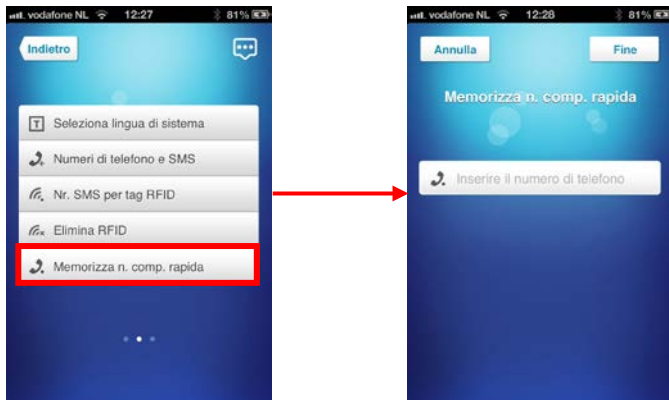 vodafone NL 12:27 81%
Indietro
Seleziona lingua di sistema
Numeri di telefono e SMS
Nr. SMS per tag RFID
Elimina RFID
Memorizza n. comp. rapida
vodafone NL 12:28 81%
Annulla Fine
Memorizza n. comp. rapida
Inserire il numero di telefono